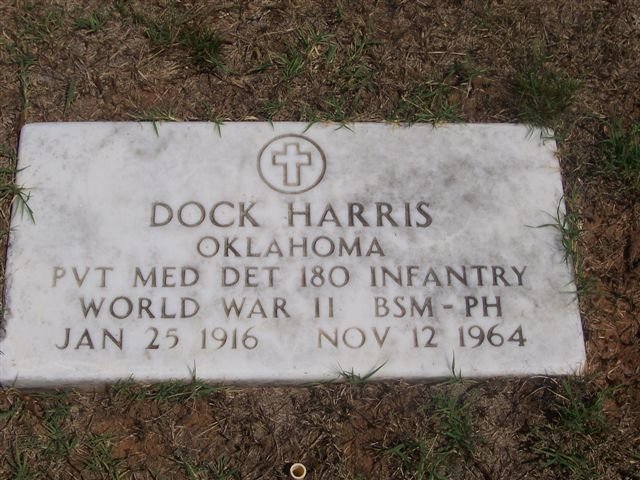 DOCK HARRIS
OKLAHOMA
PVT MED DET 180 INFANTRY
WORLD WAR II BSM-PH
JAN 25 1916 NOV 12 1964